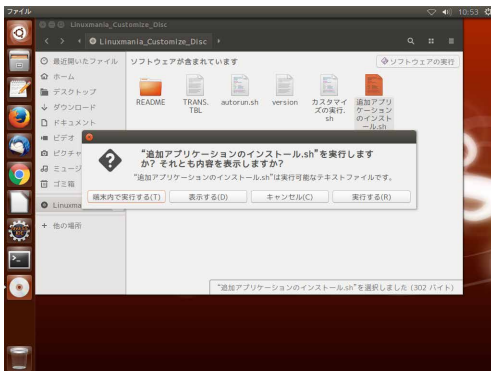 ファイル
10:53
Linuxmania_Customize_Disc
Linuxmania_Customize_Disc
最近開いたファイル
ホーム
デスクトップ
ダウンロード
ドキュメント
ビデオ
ピクチャ
ミュージ
ゴミ箱
Linuxma
+ 他の場所
ソフトウェアが含まれています
ソフトウェアの実行
README
TRANS.
TBL
autorun.sh
version
カスタマイ
ズの実行.
sh
追加アプリ
ケーション
のインスト
ール.sh
“追加アプリケーションのインストール.sh”を実行します
か? それとも内容を表示しますか?
“追加アプリケーションのインストール.sh”は実行可能なテキストファイルです。
端末内で実行する(T)
表示する(D)
キャンセル(C)
実行する(R)
“追加アプリケーションのインストール.sh”を選択しました (302 バイト)